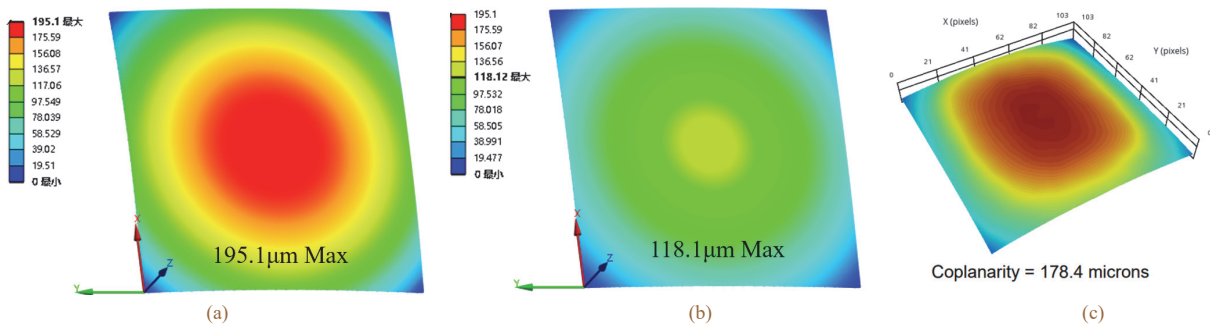 195.1 最大
175.59
156.08
136.57
117.06
97.549
78.039
58.529
39.02
19.51
0 最小
X
Z
Y
195.1μm Max
(a)
195.1
175.59
156.07
136.56
118.12 最大
97.532
78.018
58.505
38.991
19.477
0 最小
X
Z
Y
118.1μm Max
(b)
X (pixels)
0
21
41
62
82
103
Y (pixels)
103
82
62
41
21
0
Coplanarity = 178.4 microns
(c)